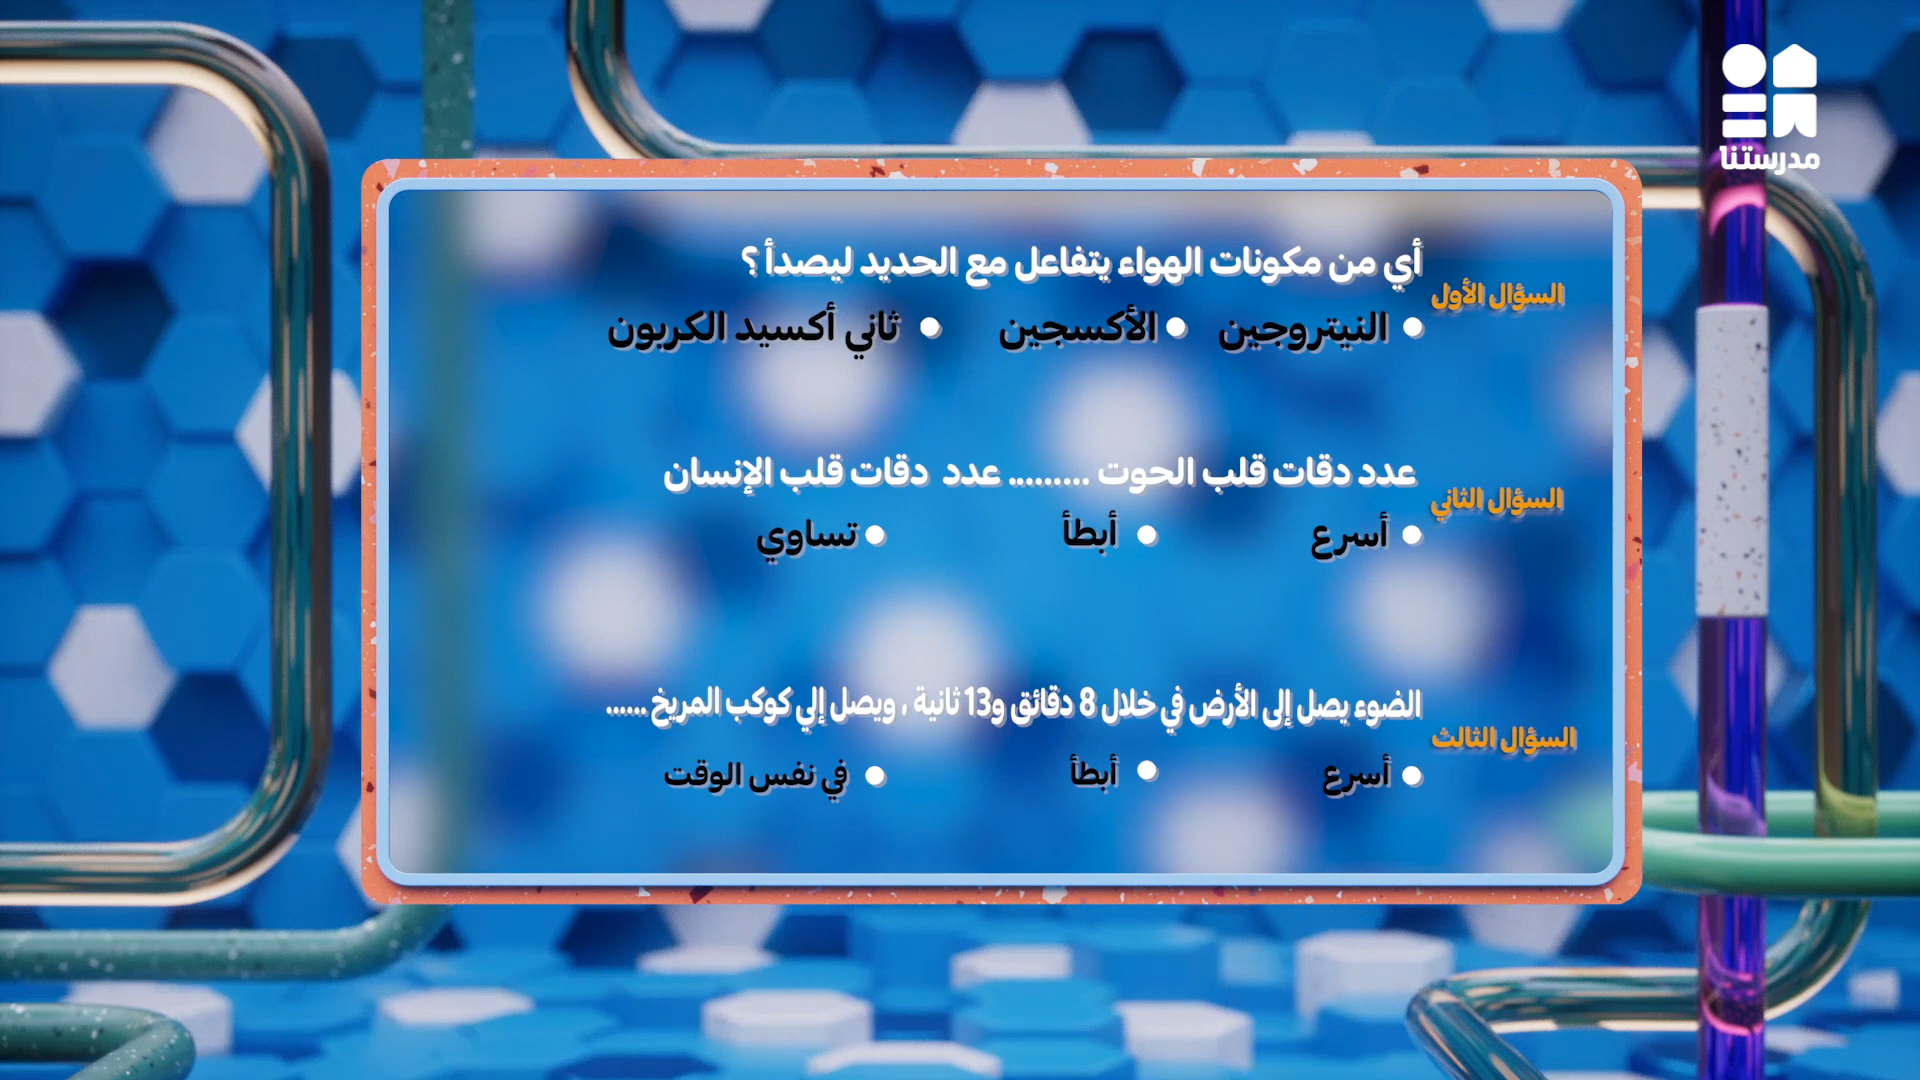 مدرستنا
السؤال الأول
أي من مكونات الهواء يتفاعل مع الحديد ليصدأ ؟
• النيتروجين • الأكسجين • ثاني أكسيد الكربون
السؤال الثاني
عدد دقات قلب الحوت ......... عدد دقات قلب الإنسان
• أسرع • أبطأ • تساوي
السؤال الثالث
الضوء يصل إلى الأرض في خلال 8 دقائق و13 ثانية ، ويصل إلي كوكب المريخ ......
• أسرع • أبطأ • في نفس الوقت